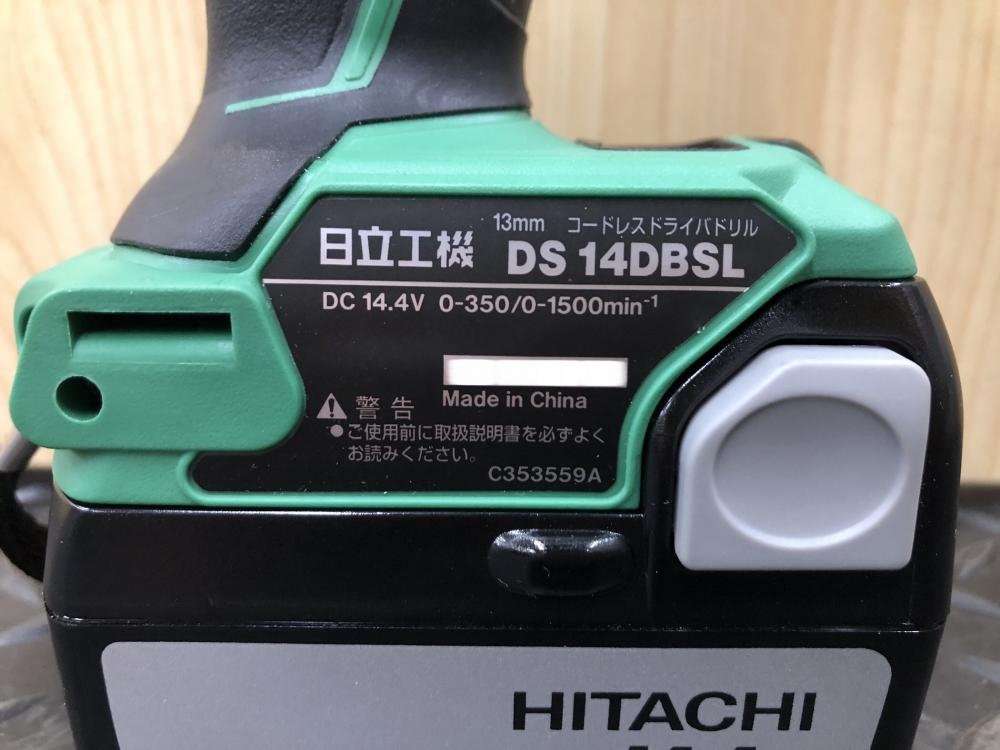 13mm コードレスドライバドリル
日立工機 DS 14DBSL
DC 14.4V 0-350/0-1500min⁻¹
Made in China
警告
●ご使用前に取扱説明書を必ずよく
お読みください。
C353559A
HITACHI